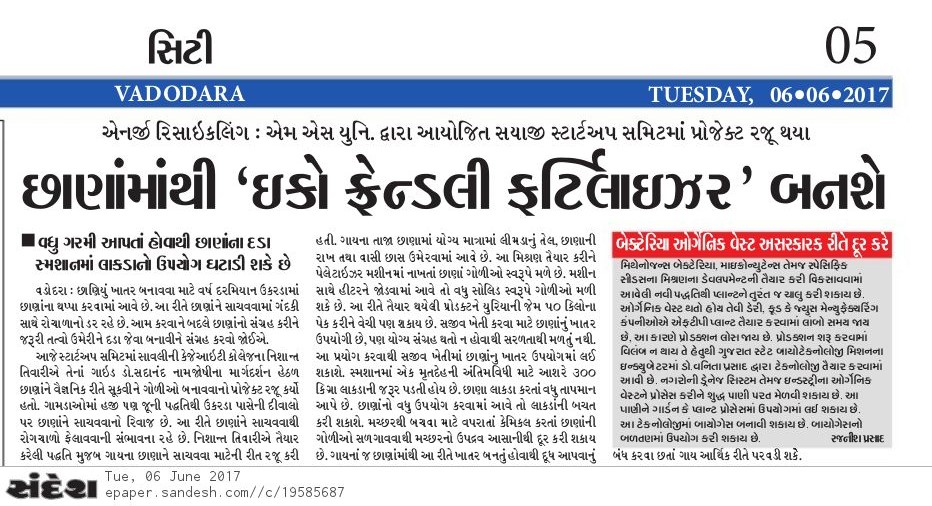 સિટી
05
VADODARA
TUESDAY, 06•06•2017
એનર્જી રિસાઇકલિંગ : એમ એસ યુનિ. દ્વારા આયોજિત સયાજી સ્ટાર્ટઅપ સમિટમાં પ્રોજેક્ટ રજૂ થયા
છાણાંમાંથી ‘ઇકો ફ્રેન્ડલી ફર્ટિલાઇઝર’ બનશે
■ વધુ ગરમી આપતાં હોવાથી છાણાંના દડા
સ્મશાનમાં લાકડાનો ઉપયોગ ઘટાડી શકે છે
વડોદરા : છાણિયું ખાતર બનાવવા માટે વર્ષ દરમિયાન ઉકરડામાં
છાણાંના થપ્પા કરવામાં આવે છે. આ રીતે છાણાંને સાચવવામાં ગંદકી
સાથે રોગચાળાનો ડર રહે છે. આમ કરવાને બદલે છાણાંનો સંગ્રહ કરીને
જરૂરી તત્વો ઉમેરીને દડા જેવા બનાવીને સંગ્રહ કરવો જોઈએ.
આજે સ્ટાર્ટઅપ સમિટમાં સાવલીની કેજેઆઇટી કોલેજના નિશાન્ત
તિવારીએ તેનાં ગાઇડ ડો.સદાનંદ નામજોષીના માર્ગદર્શન હેઠળ
છાણાંને વૈજ્ઞનિક રીતે સૂકવીને ગોળીઓ બનાવવાનો પ્રોજેક્ટ રજૂ કર્યો
હતો. ગામડાઓમાં હજી પણ જૂની પદ્ધતિથી ઉકરડા પાસેની દીવાલો
પર છાણાંને સાચવવાનો રિવાજ છે. આ રીતે છાણાંને સાચવવાથી
રોગચાળ ફેલાવવાની સંભાવના રહે છે. નિશાન્ત તિવારીએ તૈયાર
કરેલી પદ્ધતિ મુજબ ગાયના છાણાને સાચવવા માટેની રીત રજૂ કરી
હતી. ગાયના તાજા છાણામાં યોગ્ય માત્રામાં લીમડાનું તેલ, છાણાની
રાખ તથા વાસી છાસ ઉમેરવામાં આવે છે. આ મિશ્રણ તૈયાર કરીને
પેલેટાઇઝર મશીનમાં નાખતાં છાણાં ગોળીઓ સ્વરૂપે મળે છે. મશીન
સાથે હીટરને જોડવામાં આવે તો વધુ સોલિડ સ્વરૂપે ગોળીઓ મળી
શકે છે. આ રીતે તૈયાર થયેલી પ્રોડક્ટને યુરિયાની જેમ ૫૦ કિલોના
પેક કરીને વેચી પણ શકાય છે. સજીવ ખેતી કરવા માટે છાણાંનું ખાતર
ઉપયોગી છે, પણ યોગ્ય સંગ્રહ થતો ન હોવાથી સરળતાથી મળતું નથી.
આ પ્રયોગ કરવાથી સજીવ ખેતીમાં છાણાંનુ ખાતર ઉપયોગમાં લઈ
શકાશે. સ્મશાનમાં એક મૃતદેહની અંતિમવિધી માટે આશરે ૩૦૦
કિગ્રા લાકડાની જરૂર પડતી હોય છે. છાણા લાકડા કરતાં વધુ તાપમાન
આપે છે. છાણાંનો વધુ ઉપયોગ કરવામાં આવે તો લાકડાંની બચત
કરી શકાશે. મચ્છરથી બચવા માટે વપરાતાં કેમિકલ કરતાં છાણાંની
ગોળીઓ સળગાવવાથી મચ્છરનો ઉપદ્રવ આસાનીથી દૂર કરી શકાય
છે. ગાયનાં જ છાણાંમાંથી આ રીતે ખાતર બનતું હોવાથી દૂધ આપવાનું
બંધ કરવા છતાં ગાય આર્થિક રીતે પરવડી શકે.
બેક્ટેરિયા ઓર્ગેનિક વેસ્ટ અસરકારક રીતે દૂર કરે
મિથેનોજન્સ બેક્ટેરિયા, માઇક્રોન્યુટ્રેન્સ તેમજ સ્પેસિફિક
સીડસના મિશ્રણના ડેવલપમેન્ટની તૈયાર કરી વિકસાવવામાં
આવેલી નવી પદ્ધતિથી પ્લાન્ટને તુરંત જ ચાલુ કરી શકાય છે.
ઓર્ગેનિક વેસ્ટ થતો હોય તેવી ડેરી, ફૂડ કે જ્યુસ મેન્યુફેક્ચરિંગ
કંપનીઓએ એફટીપી પ્લાન્ટ તૈયાર કરવામાં લાંબો સમય જાય
છે, આ કારણે પ્રોડક્શન લોસ જાય છે. પ્રોડક્શન શરૂ કરવામાં
વિલંબ ન થાય તે હેતુથી ગુજરાત સ્ટેટ બાયોટેકનોલોજી મિશનના
ઇન્ક્યુબેટરમાં ડો.વનિતા પ્રસાદ દ્વારા ટેક્નોલોજી તૈયાર કરવામાં
આવી છે. નગરોની ડ્રેનેજ સિસ્ટમ તેમજ ઇન્ડસ્ટ્રીના ઓર્ગેનિક
વેસ્ટને પ્રોસેસ કરીને શુદ્ધ પાણી પરત મેળવી શકાય છે. આ
પાણીને ગાર્ડન કે પ્લાન્ટ પ્રોસેસમાં ઉપયોગમાં લઈ શકાય છે.
આ ટેકનોલોજીમાં બાયોગેસ બનાવી શકાય છે. બાયોગેસનો
બળતણમાં ઉપયોગ કરી શકાય છે. રજનીશ પ્રસાદ
સંદેશ
Tue, 06 June 2017
epaper.sandesh.com//c/19585687